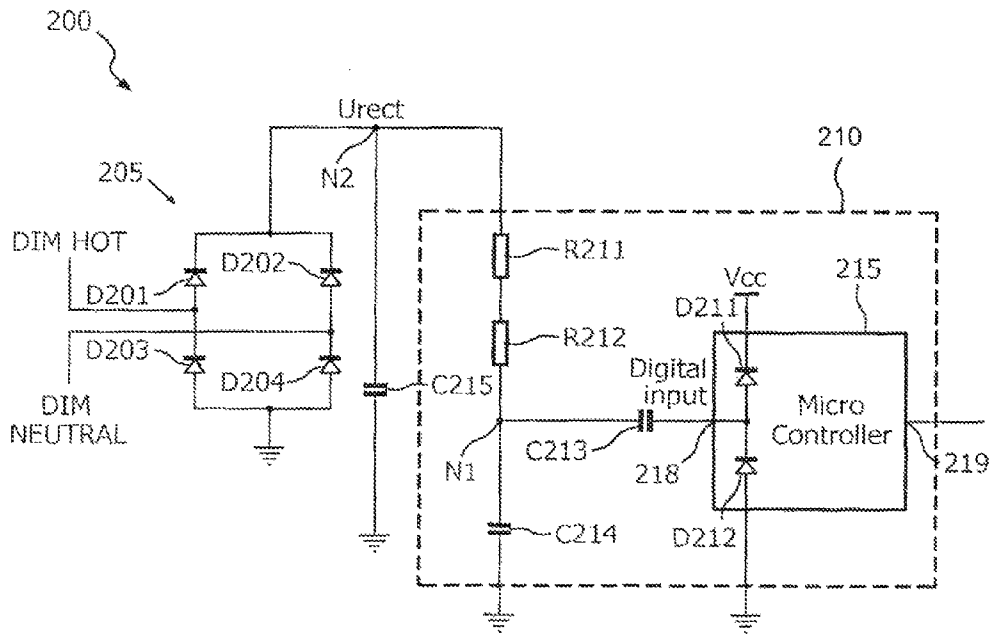 200
Urect
N2
210
205
DIM HOT
D202
R211
D201
Vcc
215
D211
D203
R212
D204
C215
Digital
input
DIM
NEUTRAL
Micro
Controller
N1
C213
218
219
C214
D212